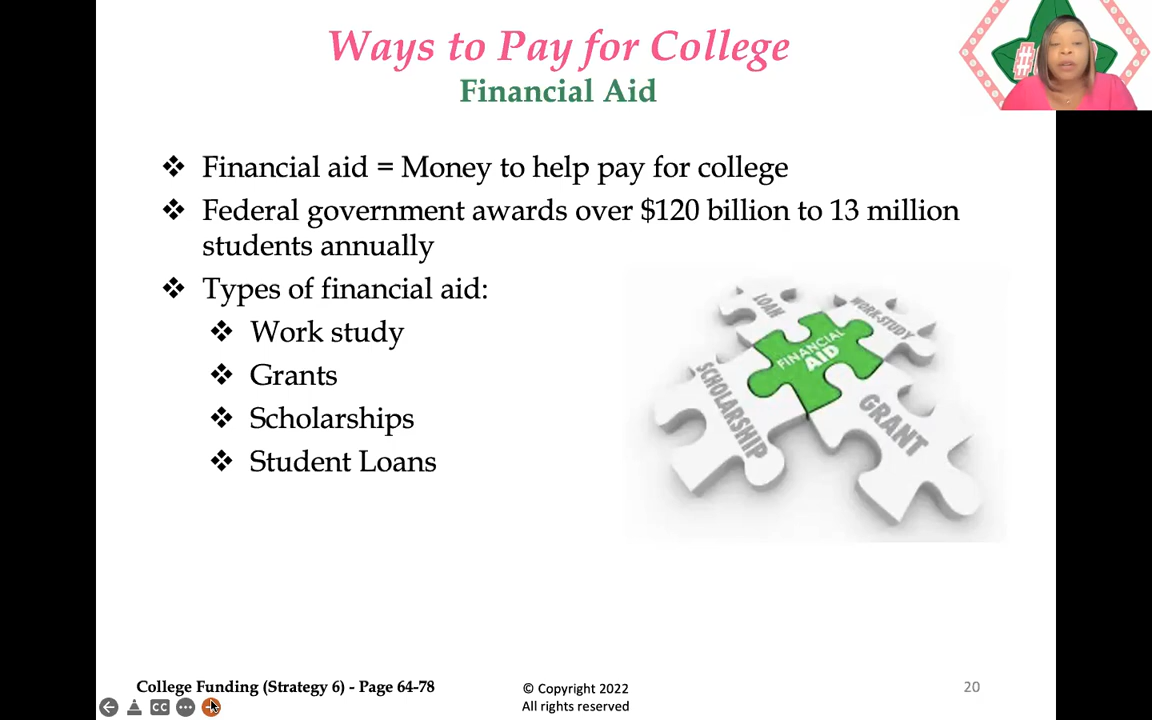 Ways to Pay for College
Financial Aid
#
❖ Financial aid = Money to help pay for college
❖ Federal government awards over $120 billion to 13 million
students annually
❖ Types of financial aid:
❖ Work study
❖ Grants
❖ Scholarships
❖ Student Loans
LOAN
WORK-STUDY
FINANCIAL
AID
SCHOLARSHIP
GRANT
College Funding (Strategy 6) - Page 64-78
© Copyright 2022
All rights reserved
20
CC